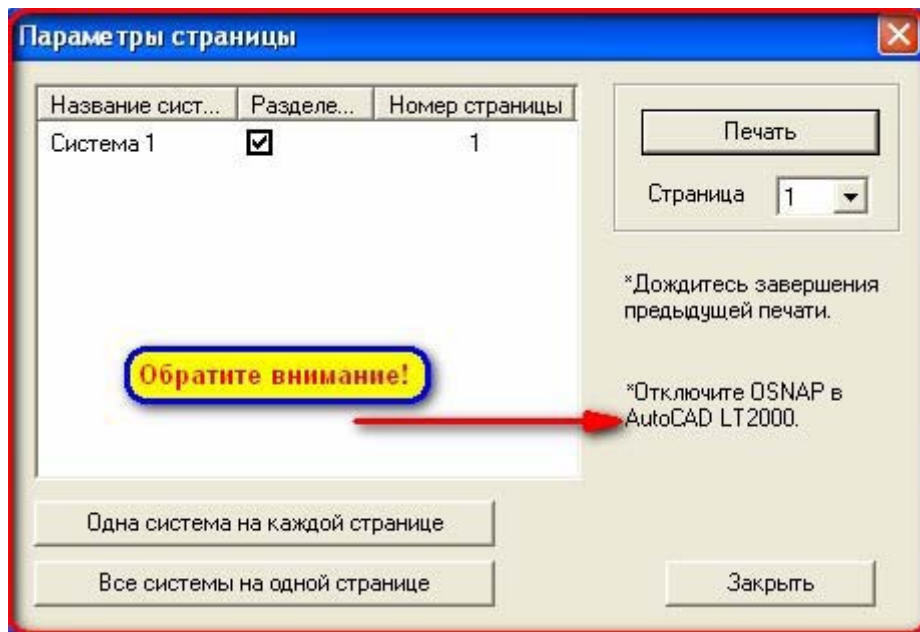 Параметры страницы
Название сист... Разделе... Номер страницы
Система 1 1
Печать
Страница 1
*Дождитесь завершения
предыдущей печати.
Обратите внимание!
*Отключите OSNAP в
AutoCAD LT2000.
Одна система на каждой странице
Все системы на одной странице
Закрыть